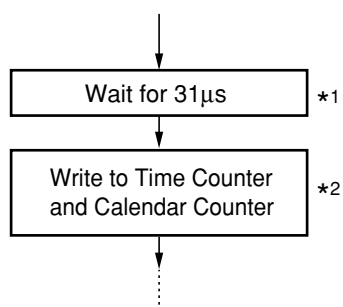 Wait for 31μs
*1
Write to Time Counter
and Calendar Counter
*2